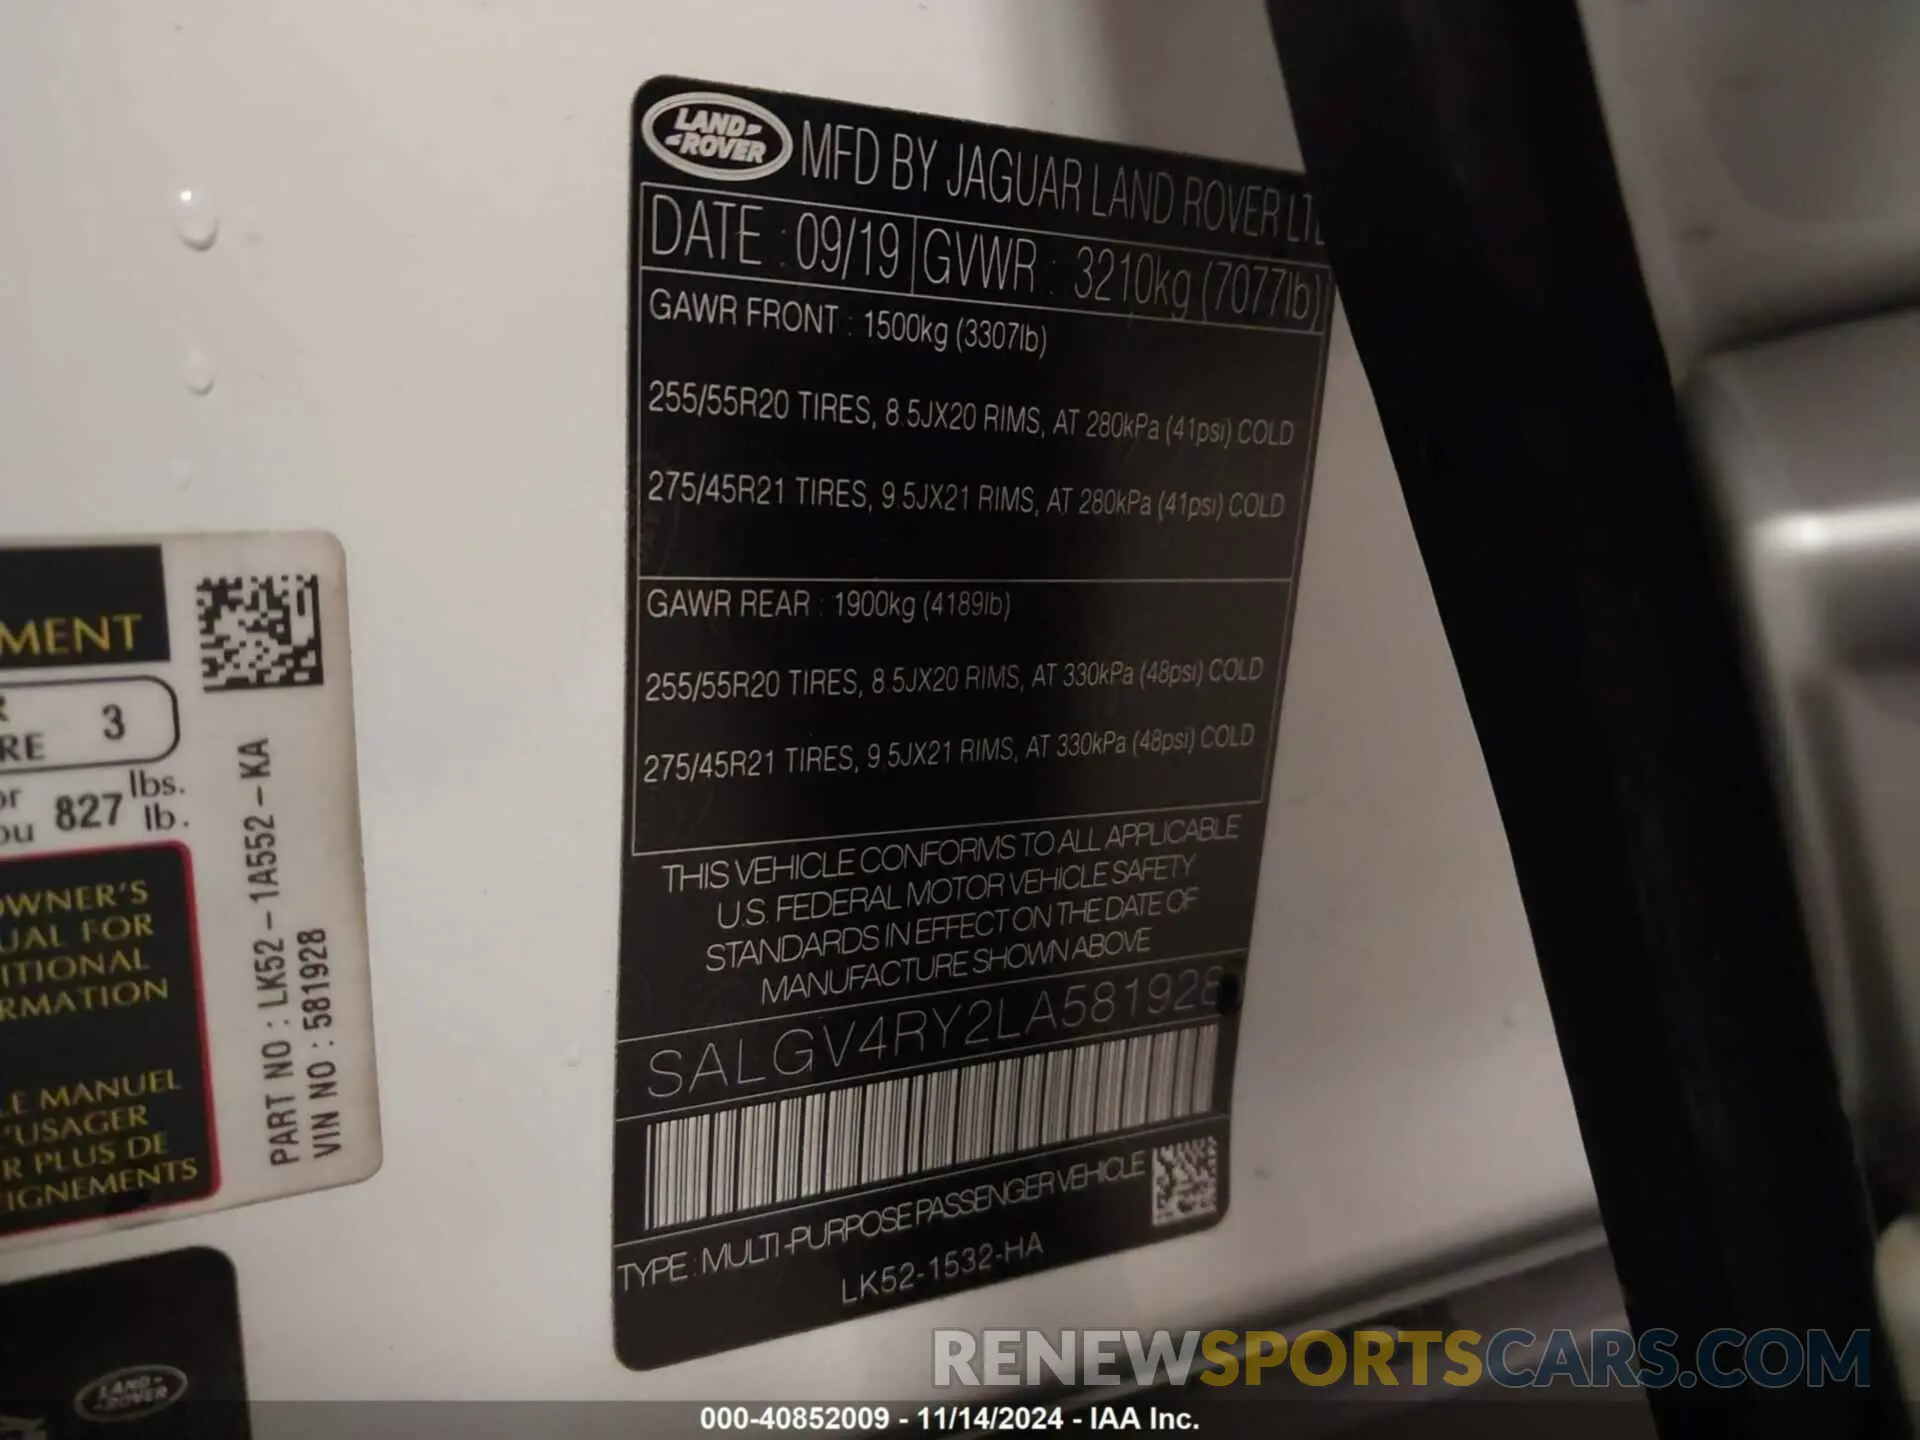 LAND-
-ROVER
MFD BY JAGUAR LAND ROVER LT
DATE : 09/19 GVWR : 3210kg (7077lb)
GAWR FRONT : 1500kg (3307lb)
255/55R20 TIRES, 8.5JX20 RIMS, AT 280kPa (41psi) COLD
275/45R21 TIRES, 9.5JX21 RIMS, AT 280kPa (41psi) COLD
GAWR REAR : 1900kg (4189lb)
255/55R20 TIRES, 8.5JX20 RIMS, AT 330kPa (48psi) COLD
275/45R21 TIRES, 9.5JX21 RIMS, AT 330kPa (48psi) COLD
THIS VEHICLE CONFORMS TO ALL APPLICABLE
U.S. FEDERAL MOTOR VEHICLE SAFETY
STANDARDS IN EFFECT ON THE DATE OF
MANUFACTURE SHOWN ABOVE
SALGV4RY2LA581928
TYPE : MULTI-PURPOSE PASSENGER VEHICLE
LK52-1532-HA
MENT
R
RE 3
or
ou 827 lbs.
lb.
OWNER'S
UAL FOR
ITIONAL
RMATION
LE MANUEL
'USAGER
R PLUS DE
IGNEMENTS
PART NO : LK52 - 1A552 - KA
VIN NO : 581928
LAND-
-ROVER
RENEWSPORTSCARS.COM
000-40852009 - 11/14/2024 - IAA Inc.